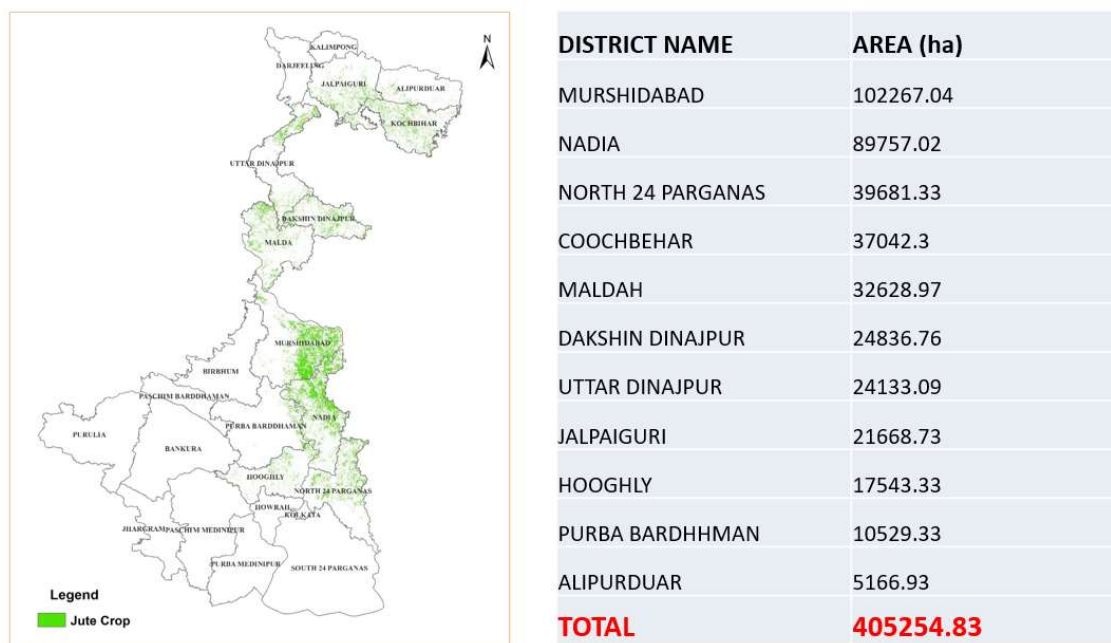 N
KALIMPONG
DARJEELING
JALPAIGURI
ALIPURDUAR
KOCHBIHAR
UTTAR DINAJPUR
DAKSHIN DINAJPUR
MALDA
MURSHIDABAD
BIRBHUM
PASCHIM BARDDHAMAN
NADIA
PURBA BARDDHAMAN
PURULIA
BANKURA
HOOGHLY
NORTH 24 PARGANAS
HOWRAH
KOLKATA
JHARGRAM
PASCHIM MEDINIPUR
PURBA MEDINIPUR
SOUTH 24 PARGANAS
Legend
Jute Crop
DISTRICT NAME AREA (ha)
MURSHIDABAD 102267.04
NADIA 89757.02
NORTH 24 PARGANAS 39681.33
COOCHBEHAR 37042.3
MALDAH 32628.97
DAKSHIN DINAJPUR 24836.76
UTTAR DINAJPUR 24133.09
JALPAIGURI 21668.73
HOOGHLY 17543.33
PURBA BARDHHMAN 10529.33
ALIPURDUAR 5166.93
TOTAL 405254.83